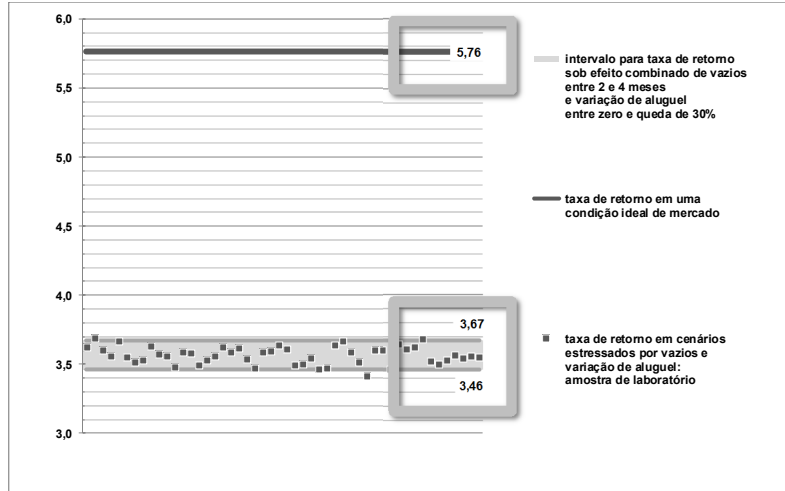 6,0
5,5
5,0
4,5
4,0
3,5
3,0
5,76
3,67
3,46
intervalo para taxa de retorno
sob efeito combinado de vazios
entre 2 e 4 meses
e variação de aluguel
entre zero e queda de 30%
taxa de retorno em uma
condição ideal de mercado
taxa de retorno em cenários
estressados por vazios e
variação de aluguel:
amostra de laboratório